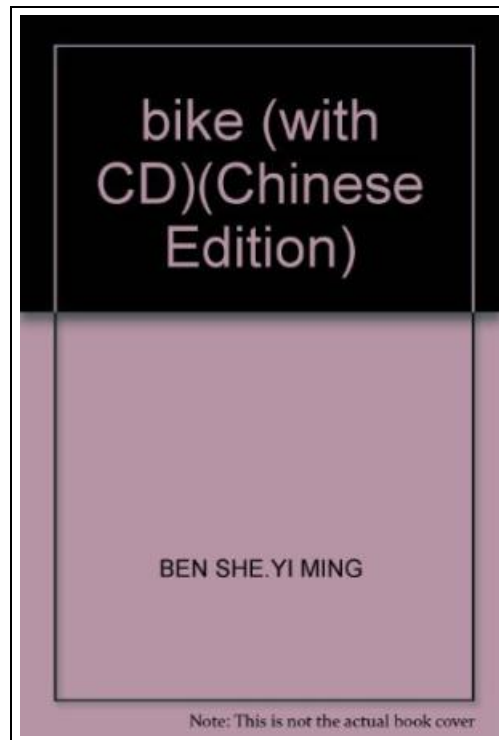 bike (with
CD)(Chinese
Edition)
BEN SHE.YI MING
Note: This is not the actual book cover